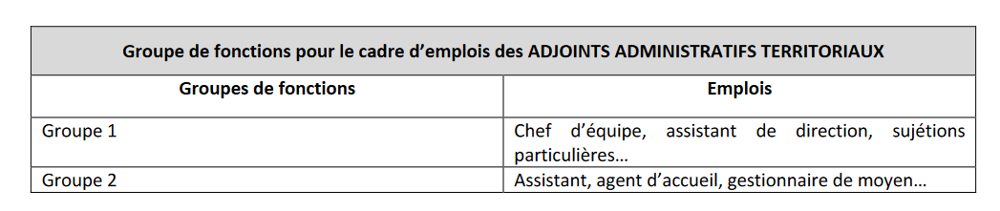 Groupe de fonctions pour le cadre d’emplois des ADJOINTS ADMINISTRATIFS TERRITORIAUX
Groupes de fonctions Emplois
Groupe 1 Chef d’équipe, assistant de direction, sujétions
particulières…
Groupe 2 Assistant, agent d’accueil, gestionnaire de moyen…